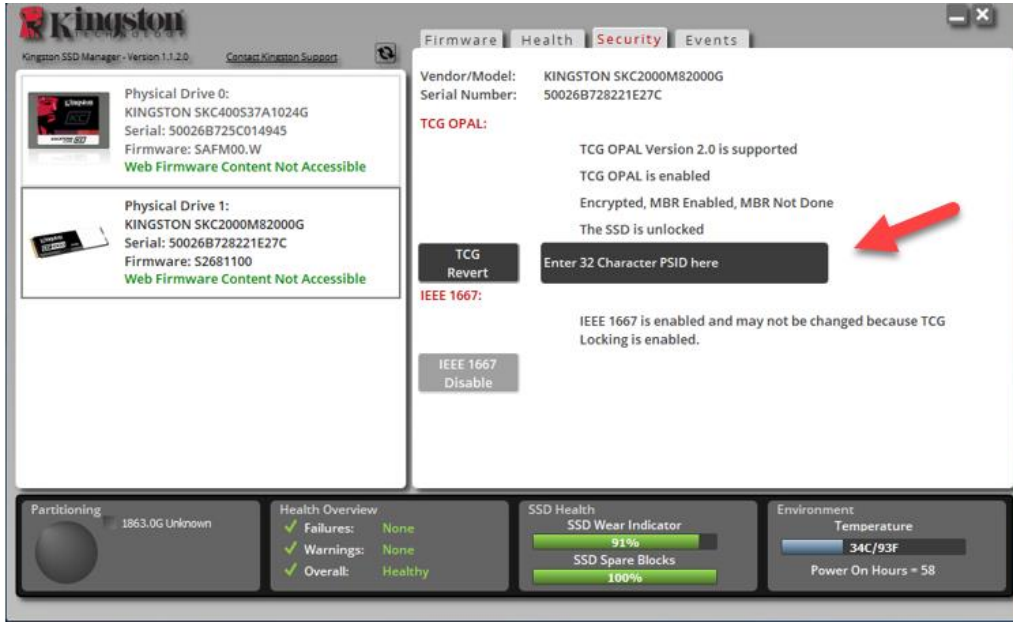 Kingston
TECHNOLOGY
Kingston SSD Manager - Version 1.1.2.0 Contact Kingston Support
Physical Drive 0:
KINGSTON SKC400S37A1024G
Serial: 50026B725C014945
Firmware: SAFM00.W
Web Firmware Content Not Accessible
Physical Drive 1:
KINGSTON SKC2000M82000G
Serial: 50026B728221E27C
Firmware: S2681100
Web Firmware Content Not Accessible
Firmware Health Security Events
Vendor/Model: KINGSTON SKC2000M82000G
Serial Number: 50026B728221E27C
TCG OPAL:
TCG OPAL Version 2.0 is supported
TCG OPAL is enabled
Encrypted, MBR Enabled, MBR Not Done
The SSD is unlocked
TCG
Revert
Enter 32 Character PSID here
IEEE 1667:
IEEE 1667 is enabled and may not be changed because TCG
Locking is enabled.
IEEE 1667
Disable
Partitioning
1863.0G Unknown
Health Overview
Failures: None
Warnings: None
Overall: Healthy
SSD Health
SSD Wear Indicator
91%
SSD Spare Blocks
100%
Environment
Temperature
34C/93F
Power On Hours = 58